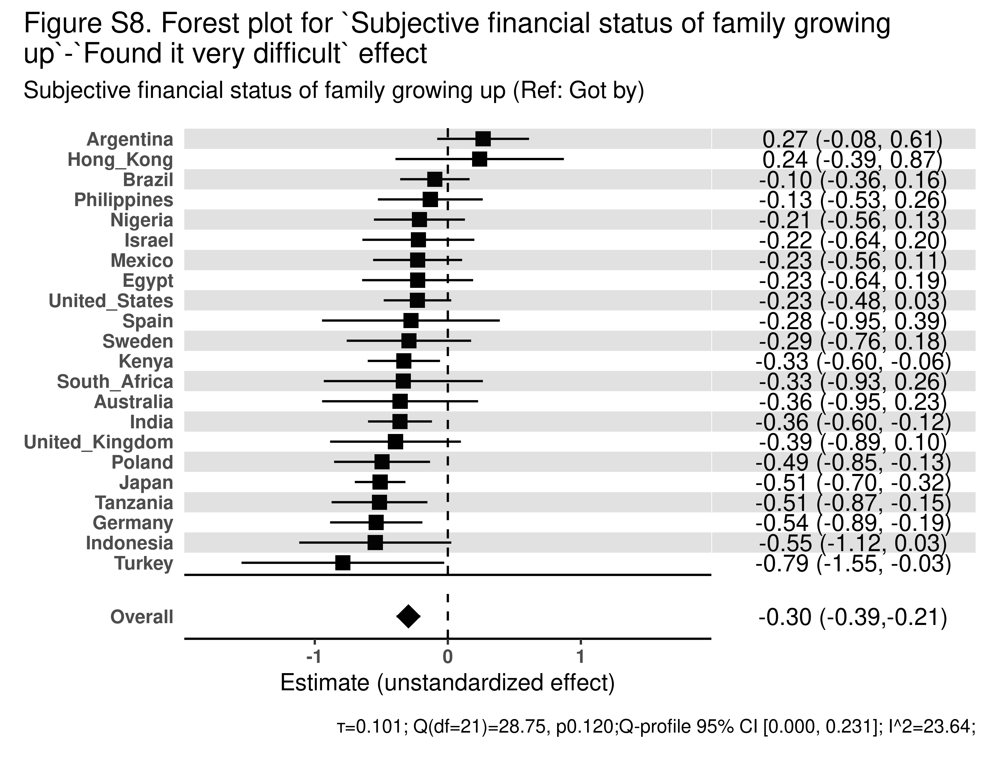 Figure S8. Forest plot for `Subjective financial status of family growing
up`-`Found it very difficult` effect
Subjective financial status of family growing up (Ref: Got by)
Argentina 0.27 (-0.08, 0.61)
Hong_Kong 0.24 (-0.39, 0.87)
Brazil -0.10 (-0.36, 0.16)
Philippines -0.13 (-0.53, 0.26)
Nigeria -0.21 (-0.56, 0.13)
Israel -0.22 (-0.64, 0.20)
Mexico -0.23 (-0.56, 0.11)
Egypt -0.23 (-0.64, 0.19)
United_States -0.23 (-0.48, 0.03)
Spain -0.28 (-0.95, 0.39)
Sweden -0.29 (-0.76, 0.18)
Kenya -0.33 (-0.60, -0.06)
South_Africa -0.33 (-0.93, 0.26)
Australia -0.36 (-0.95, 0.23)
India -0.36 (-0.60, -0.12)
United_Kingdom -0.39 (-0.89, 0.10)
Poland -0.49 (-0.85, -0.13)
Japan -0.51 (-0.70, -0.32)
Tanzania -0.51 (-0.87, -0.15)
Germany -0.54 (-0.89, -0.19)
Indonesia -0.55 (-1.12, 0.03)
Turkey -0.79 (-1.55, -0.03)
Overall -0.30 (-0.39,-0.21)
-1 0 1
Estimate (unstandardized effect)
τ=0.101; Q(df=21)=28.75, p0.120;Q-profile 95% CI [0.000, 0.231]; I^2=23.64;